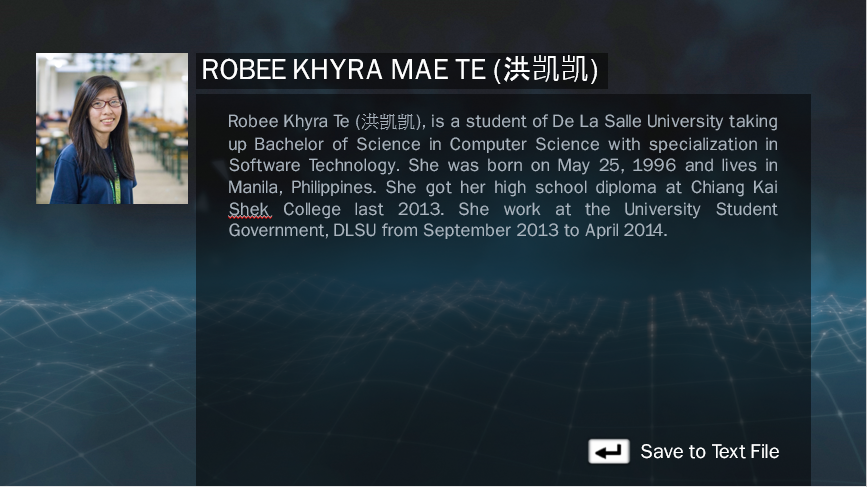 ROBEE KHYRA MAE TE (洪凯凯)
Robee Khyra Te (洪凯凯), is a student of De La Salle University taking
up Bachelor of Science in Computer Science with specialization in
Software Technology. She was born on May 25, 1996 and lives in
Manila, Philippines. She got her high school diploma at Chiang Kai
Shek College last 2013. She work at the University Student
Government, DLSU from September 2013 to April 2014.
Save to Text File